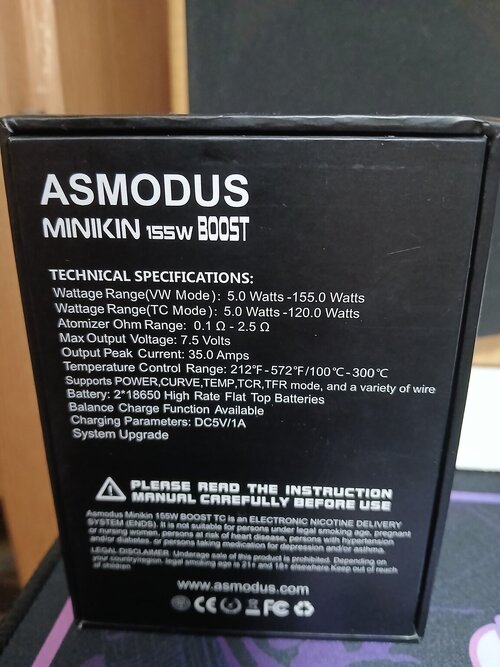 ASMODUS
MINIKIN 155W BOOST
TECHNICAL SPECIFICATIONS:
Wattage Range(VW Mode): 5.0 Watts -155.0 Watts
Wattage Range(TC Mode): 5.0 Watts -120.0 Watts
Atomizer Ohm Range: 0.1 Ω - 2.5 Ω
Max Output Voltage: 7.5 Volts
Output Peak Current: 35.0 Amps
Temperature Control Range: 212℉-572℉/100℃-300℃
Supports POWER,CURVE,TEMP,TCR,TFR mode, and a variety of wire
Battery: 2*18650 High Rate Flat Top Batteries
Balance Charge Function Available
Charging Parameters: DC5V/1A
System Upgrade
PLEASE READ THE INSTRUCTION
MANUAL CAREFULLY BEFORE USE
Asmodus Minikin 155W BOOST TC is an ELECTRONIC NICOTINE DELIVERY
SYSTEM (ENDS). It is not suitable for persons under legal smoking age, pregnant
or nursing women, persons at risk of heart disease, persons with hypertension
and/or diabetes, or persons taking medication for depression and/or asthma.
LEGAL DISCLAIMER: Underage sale of this product is prohibited. Depending on
your country/region, legal smoking age is 21+ and 18+ elsewhere.Keep out of reach
of children
www.asmodus.com
CE FC